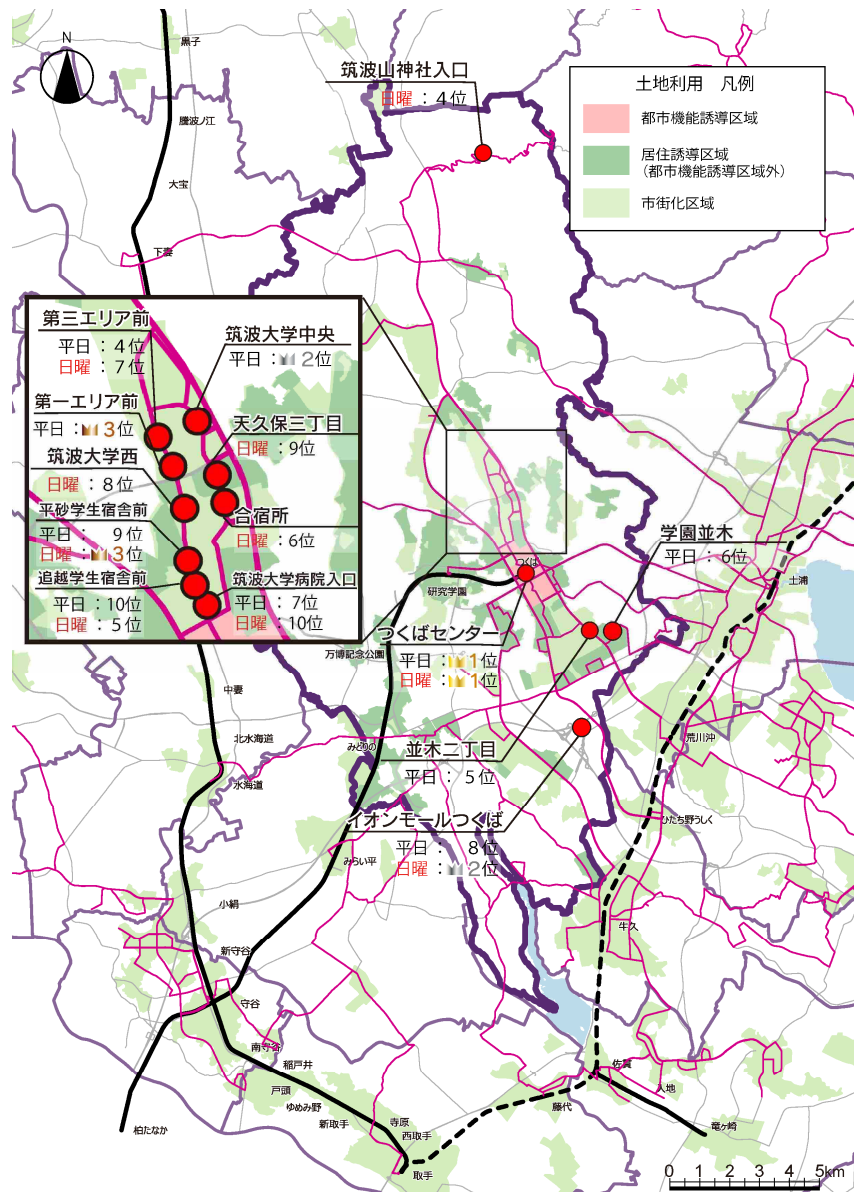 N
黒子
騰波ノ江
大宝
下妻
筑波山神社入口
日曜 : 4位
土地利用 凡例
都市機能誘導区域
居住誘導区域
(都市機能誘導区域外)
市街化区域
第三エリア前
平日 : 4位
日曜 : 7位
筑波大学中央
平日 : 2位
第一エリア前
平日 : 3位
天久保三丁目
日曜 : 9位
筑波大学西
日曜 : 8位
合宿所
日曜 : 6位
平砂学生宿舎前
平日 : 9位
日曜 : 3位
追越学生宿舎前
平日 : 10位
日曜 : 5位
筑波大学病院入口
平日 : 7位
日曜 : 10位
学園並木
平日 : 6位
つくば
研究学園
土浦
つくばセンター
平日 : 1位
日曜 : 1位
万博記念公園
中妻
北水海道
水海道
みどりの
荒川沖
並木二丁目
平日 : 5位
イオンモールつくば
平日 : 8位
日曜 : 2位
ひたち野うしく
みらい平
小絹
牛久
新守谷
守谷
南守谷
稲戸井
戸頭
ゆめみ野
新取手
寺原
西取手
取手
藤代
佐貫
入地
竜ヶ崎
柏たなか
0 1 2 3 4 5km